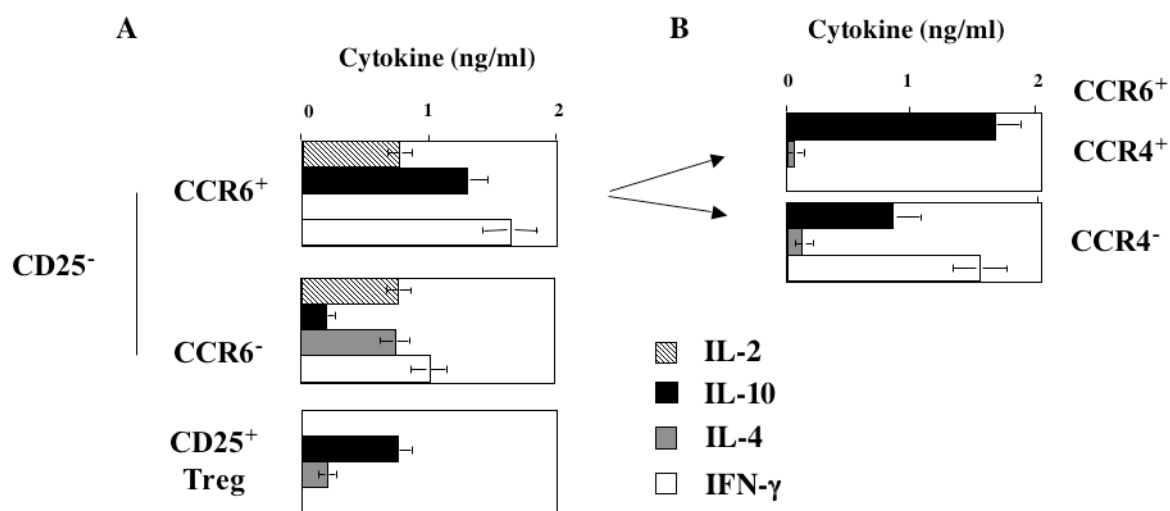 A
Cytokine (ng/ml)
0 1 2
CCR6⁺
CD25⁻
CCR6⁻
CD25⁺
Treg
B
Cytokine (ng/ml)
0 1 2
CCR6⁺
CCR4⁺
CCR4⁻
IL-2
IL-10
IL-4
IFN-γ